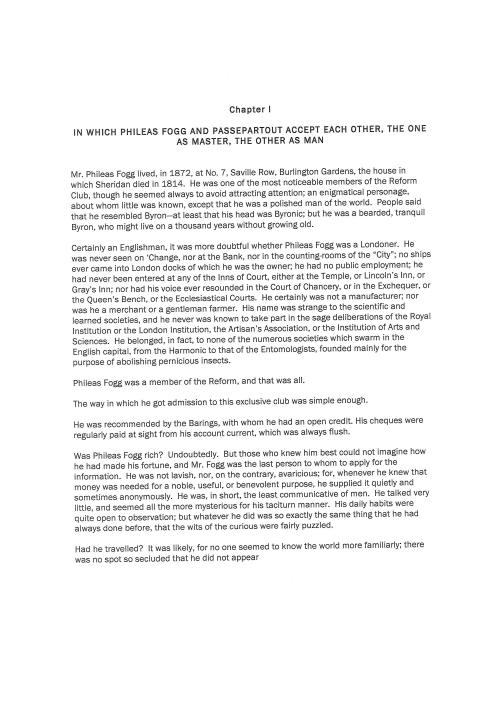 Chapter I
IN WHICH PHILEAS FOGG AND PASSEPARTOUT ACCEPT EACH OTHER, THE ONE
AS MASTER, THE OTHER AS MAN
Mr. Phileas Fogg lived, in 1872, at No. 7, Saville Row, Burlington Gardens, the house in
which Sheridan died in 1814. He was one of the most noticeable members of the Reform
Club, though he seemed always to avoid attracting attention; an enigmatical personage,
about whom little was known, except that he was a polished man of the world. People said
that he resembled Byron—at least that his head was Byronic; but he was a bearded, tranquil
Byron, who might live on a thousand years without growing old.
Certainly an Englishman, it was more doubtful whether Phileas Fogg was a Londoner. He
was never seen on 'Change, nor at the Bank, nor in the counting-rooms of the "City"; no ships
ever came into London docks of which he was the owner; he had no public employment; he
had never been entered at any of the Inns of Court, either at the Temple, or Lincoln's Inn, or
Gray's Inn; nor had his voice ever resounded in the Court of Chancery, or in the Exchequer, or
the Queen's Bench, or the Ecclesiastical Courts. He certainly was not a manufacturer; nor
was he a merchant or a gentleman farmer. His name was strange to the scientific and
learned societies, and he never was known to take part in the sage deliberations of the Royal
Institution or the London Institution, the Artisan's Association, or the Institution of Arts and
Sciences. He belonged, in fact, to none of the numerous societies which swarm in the
English capital, from the Harmonic to that of the Entomologists, founded mainly for the
purpose of abolishing pernicious insects.
Phileas Fogg was a member of the Reform, and that was all.
The way in which he got admission to this exclusive club was simple enough.
He was recommended by the Barings, with whom he had an open credit. His cheques were
regularly paid at sight from his account current, which was always flush.
Was Phileas Fogg rich? Undoubtedly. But those who knew him best could not imagine how
he had made his fortune, and Mr. Fogg was the last person to whom to apply for the
information. He was not lavish, nor, on the contrary, avaricious; for, whenever he knew that
money was needed for a noble, useful, or benevolent purpose, he supplied it quietly and
sometimes anonymously. He was, in short, the least communicative of men. He talked very
little, and seemed all the more mysterious for his taciturn manner. His daily habits were
quite open to observation; but whatever he did was so exactly the same thing that he had
always done before, that the wits of the curious were fairly puzzled.
Had he travelled? It was likely, for no one seemed to know the world more familiarly; there
was no spot so secluded that he did not appear